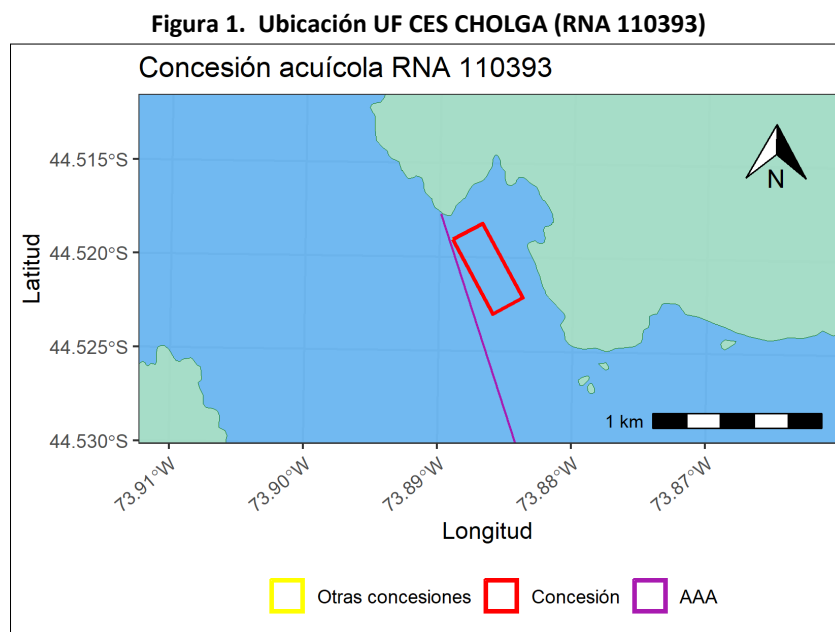 Figura 1. Ubicación UF CES CHOLGA (RNA 110393)
Concesión acuícola RNA 110393
44.515°S
44.520°S
44.525°S
44.530°S
Latitud
N
1 km
73.91°W
73.90°W
73.89°W
73.88°W
73.87°W
Longitud
Otras concesiones
Concesión
AAA